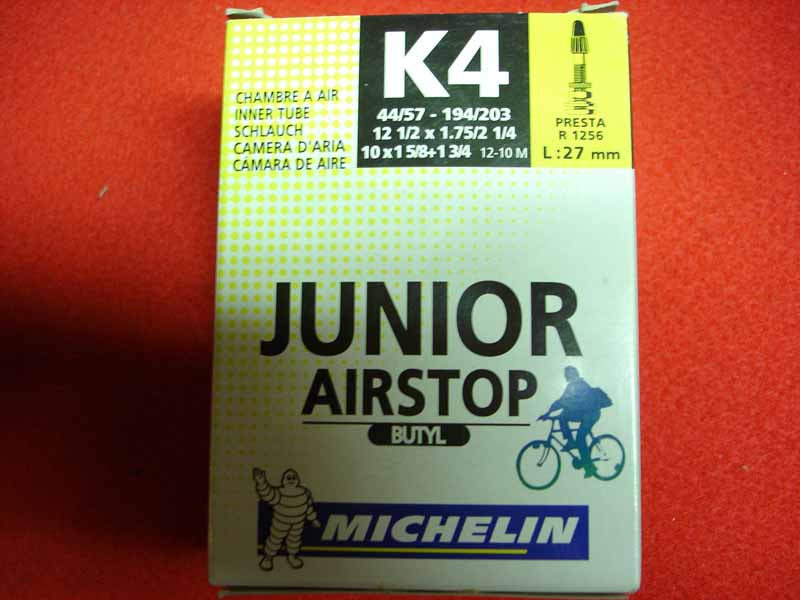 K4
44/57 - 194/203
12 1/2 x 1.75/2 1/4
10 x1 5/8+1 3/4 12-10 M
PRESTA
R 1256
L:27 mm
CHAMBRE A AIR
INNER TUBE
SCHLAUCH
CAMERA D'ARIA
CÁMARA DE AIRE
JUNIOR
AIRSTOP
BUTYL
MICHELIN